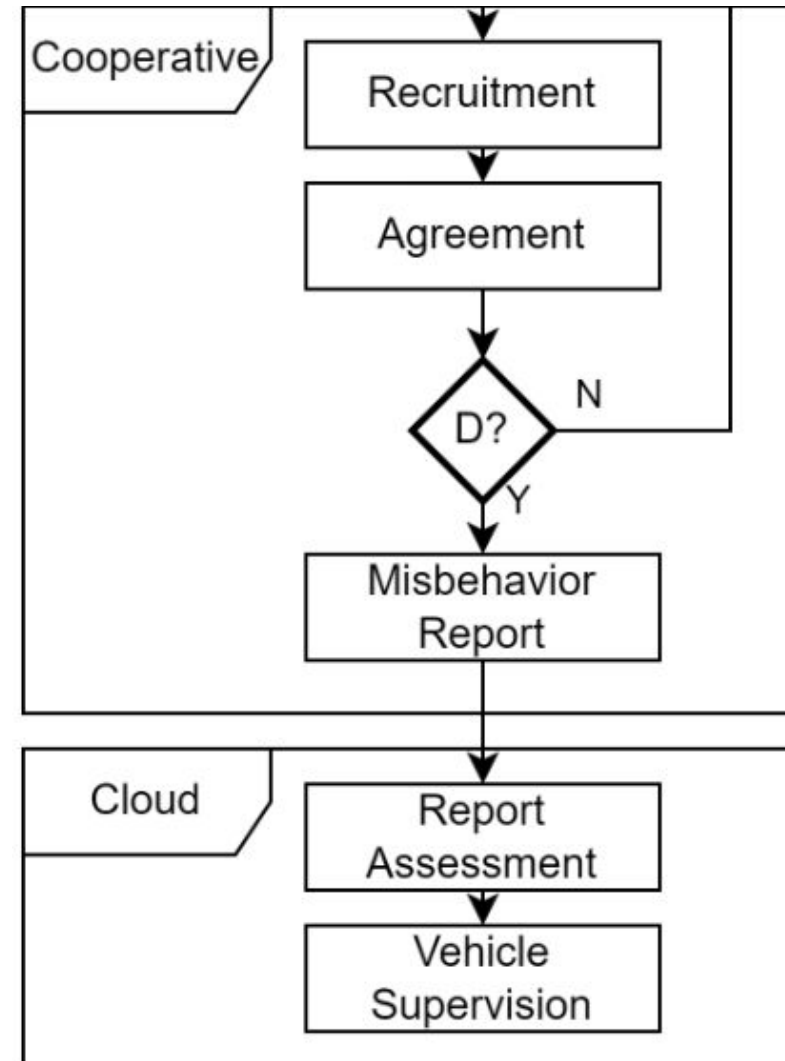 Cooperative
Recruitment
Agreement
D?
N
Y
Misbehavior
Report
Cloud
Report
Assessment
Vehicle
Supervision